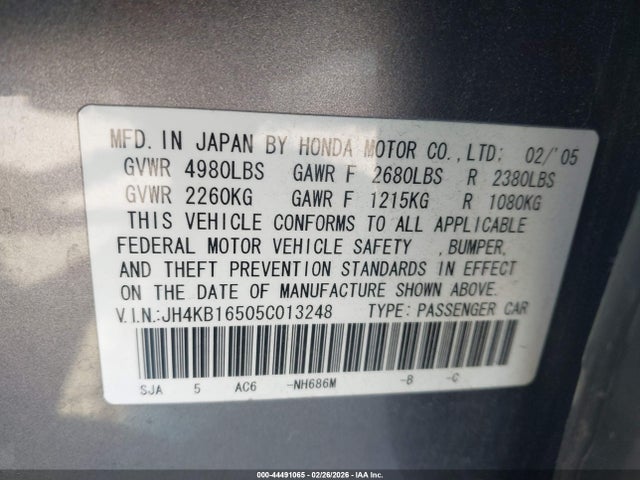 MFD. IN JAPAN BY HONDA MOTOR CO., LTD: 02/'05
GVWR 4980LBS GAWR F 2680LBS R 2380LBS
GVWR 2260KG GAWR F 1215KG R 1080KG
THIS VEHICLE CONFORMS TO ALL APPLICABLE
FEDERAL MOTOR VEHICLE SAFETY ,BUMPER,
AND THEFT PREVENTION STANDARDS IN EFFECT
ON THE DATE OF MANUFACTURE SHOWN ABOVE.
V.I.N.:JH4KB16505C013248 TYPE: PASSENGER CAR
SJA 5 AC6 -NH686M -B -C
000-44491065 - 02/26/2026 - IAA Inc.